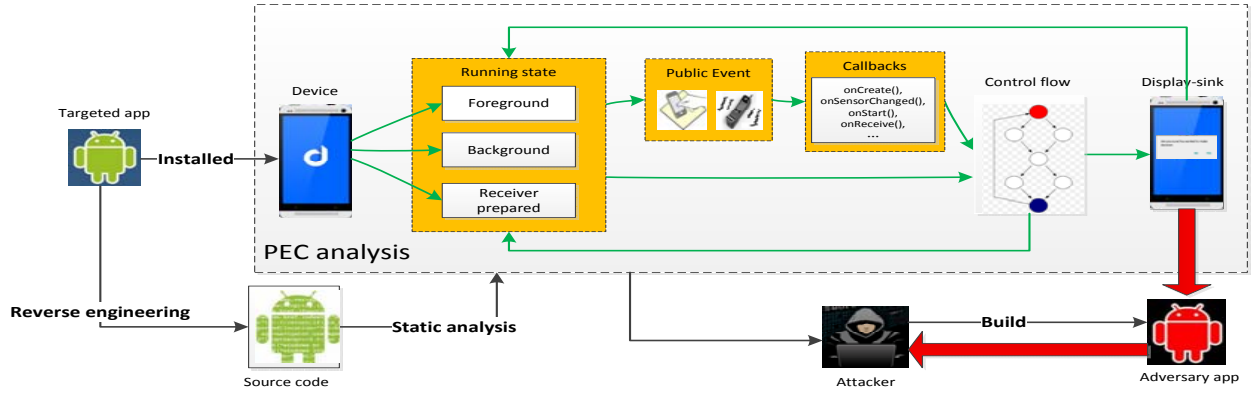 Targeted app
Installed
Reverse engineering
Source code
Static analysis
PEC analysis
Device
Running state
Foreground
Background
Receiver
prepared
Public Event
Callbacks
onCreate(),
onSensorChanged(),
onStart(),
onReceive(),
...
Control flow
Display-sink
Attacker
Build
Adversary app